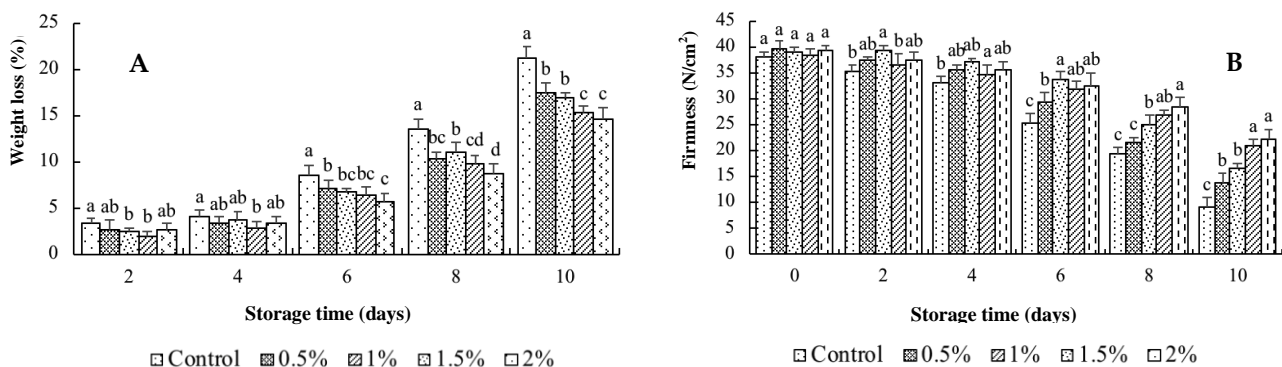 A
Weight loss (%)
25
20
15
10
5
0
a ab b b ab
a ab ab b ab
a b bc bc c
a bc b cd d
a b b c c
2 4 6 8 10
Storage time (days)
Control 0.5% 1% 1.5% 2%
B
Firmness (N/cm²)
45
40
35
30
25
20
15
10
5
0
a a a a a
b ab a b ab
b ab ab a ab
c b a ab ab
c c b ab a
c b b a a
0 2 4 6 8 10
Storage time (days)
Control 0.5% 1% 1.5% 2%